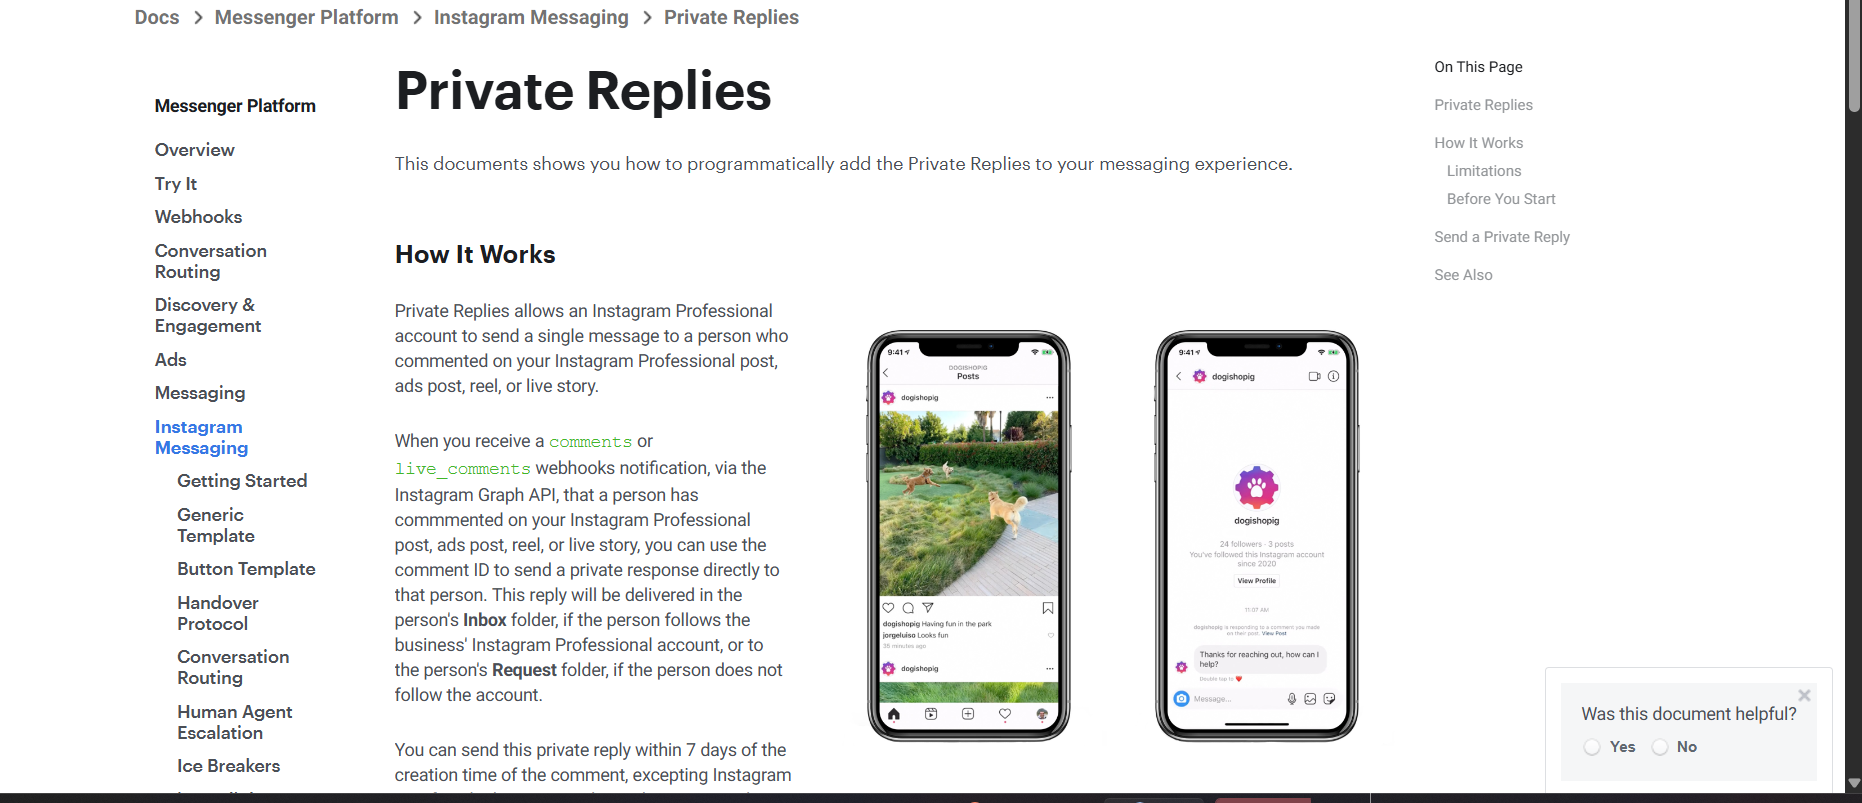 Docs > Messenger Platform > Instagram Messaging > Private Replies
Messenger Platform
Overview
Try It
Webhooks
Conversation
Routing
Discovery &
Engagement
Ads
Messaging
Instagram
Messaging
Getting Started
Generic
Template
Button Template
Handover
Protocol
Conversation
Routing
Human Agent
Escalation
Ice Breakers
Private Replies
This documents shows you how to programmatically add the Private Replies to your messaging experience.
How It Works
Private Replies allows an Instagram Professional
account to send a single message to a person who
commented on your Instagram Professional post,
ads post, reel, or live story.
When you receive a comments or
live_comments webhooks notification, via the
Instagram Graph API, that a person has
commmented on your Instagram Professional
post, ads post, reel, or live story, you can use the
comment ID to send a private response directly to
that person. This reply will be delivered in the
person's Inbox folder, if the person follows the
business' Instagram Professional account, or to
the person's Request folder, if the person does not
follow the account.
You can send this private reply within 7 days of the
creation time of the comment, excepting Instagram
9:41
DOGISHOPIG
Posts
dogishopig
dogishopig Having fun in the park
jorgeluiso Looks fun
36 minutes ago
dogishopig
9:41
dogishopig
dogishopig
24 followers · 3 posts
You've followed this Instagram account
since 2020
View Profile
11:07 AM
dogishopig is responding to a comment you made
on their post. View Post
Thanks for reaching out, how can I
help?
Double tap to ❤️
Message...
On This Page
Private Replies
How It Works
Limitations
Before You Start
Send a Private Reply
See Also
Was this document helpful?
Yes No